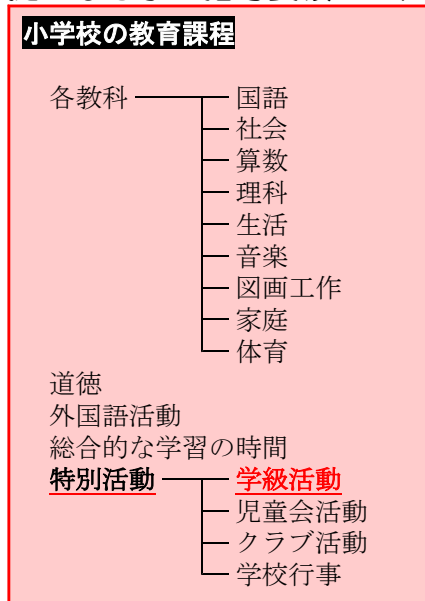 小学校の教育課程
各教科 国語
社会
算数
理科
生活
音楽
図画工作
家庭
体育
道徳
外国語活動
総合的な学習の時間
特別活動 学級活動
児童会活動
クラブ活動
学校行事